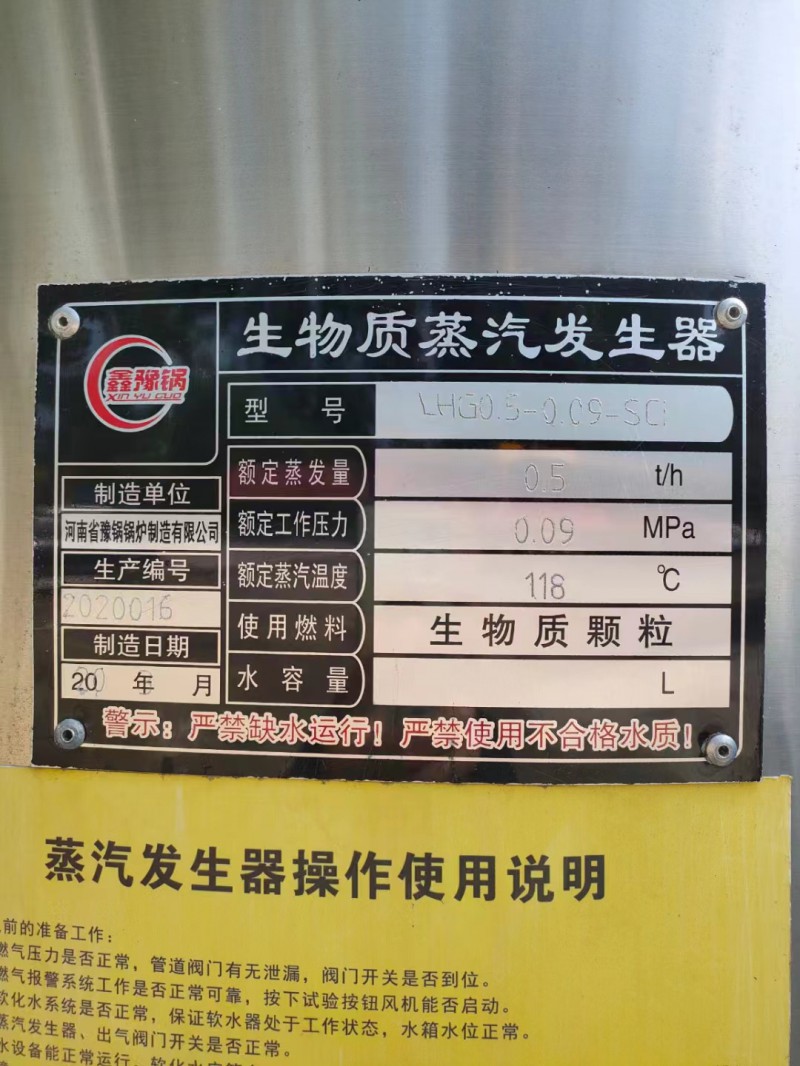 生物质蒸汽发生器
鑫豫锅
XIN YU GUO
型 号 LHG0.5-0.09-SCI
额定蒸发量 0.5 t/h
额定工作压力 0.09 MPa
额定蒸汽温度 118 ℃
使用燃料 生物质颗粒
水容量 L
制造单位
河南省豫锅锅炉制造有限公司
生产编号
2020016
制造日期
20 年 月
警示：严禁缺水运行！严禁使用不合格水质！
蒸汽发生器操作使用说明
前的准备工作：
燃气压力是否正常，管道阀门有无泄漏，阀门开关是否到位。
燃气报警系统工作是否正常可靠，按下试验按钮风机能否启动。
软化水系统是否正常，保证软水器处于工作状态，水箱水位正常。
蒸汽发生器、出气阀门开关是否正常。
水设备能正常运行，软化水